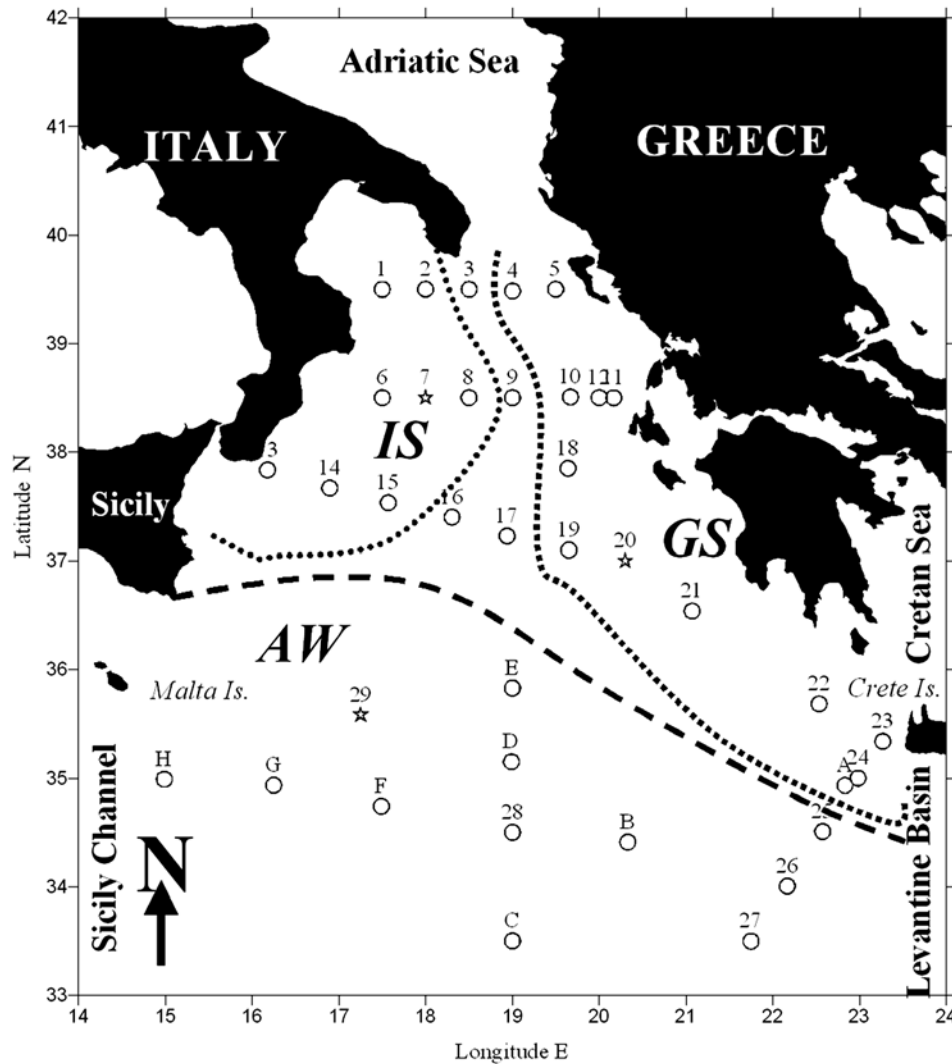 42
Adriatic Sea
41
ITALY
GREECE
40
1 2 3 4 5
39
6 7 8 9 10 12 11
IS
38
3 14 15 16 17 18
Sicily
19 20 GS
37
21
Latitude N
Cretan Sea
AW
36
E 22
Malta Is. 29 Crete Is.
23
H G F D A 24
35
28 B
Sicily Channel
N
Levantine Basin
34
26
C 27
33
14 15 16 17 18 19 20 21 22 23 24
Longitude E